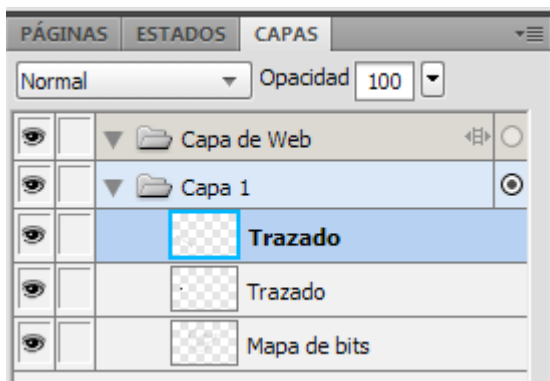 PÁGINAS ESTADOS CAPAS
Normal Opacidad 100
Capa de Web
Capa 1
Trazado
Trazado
Mapa de bits